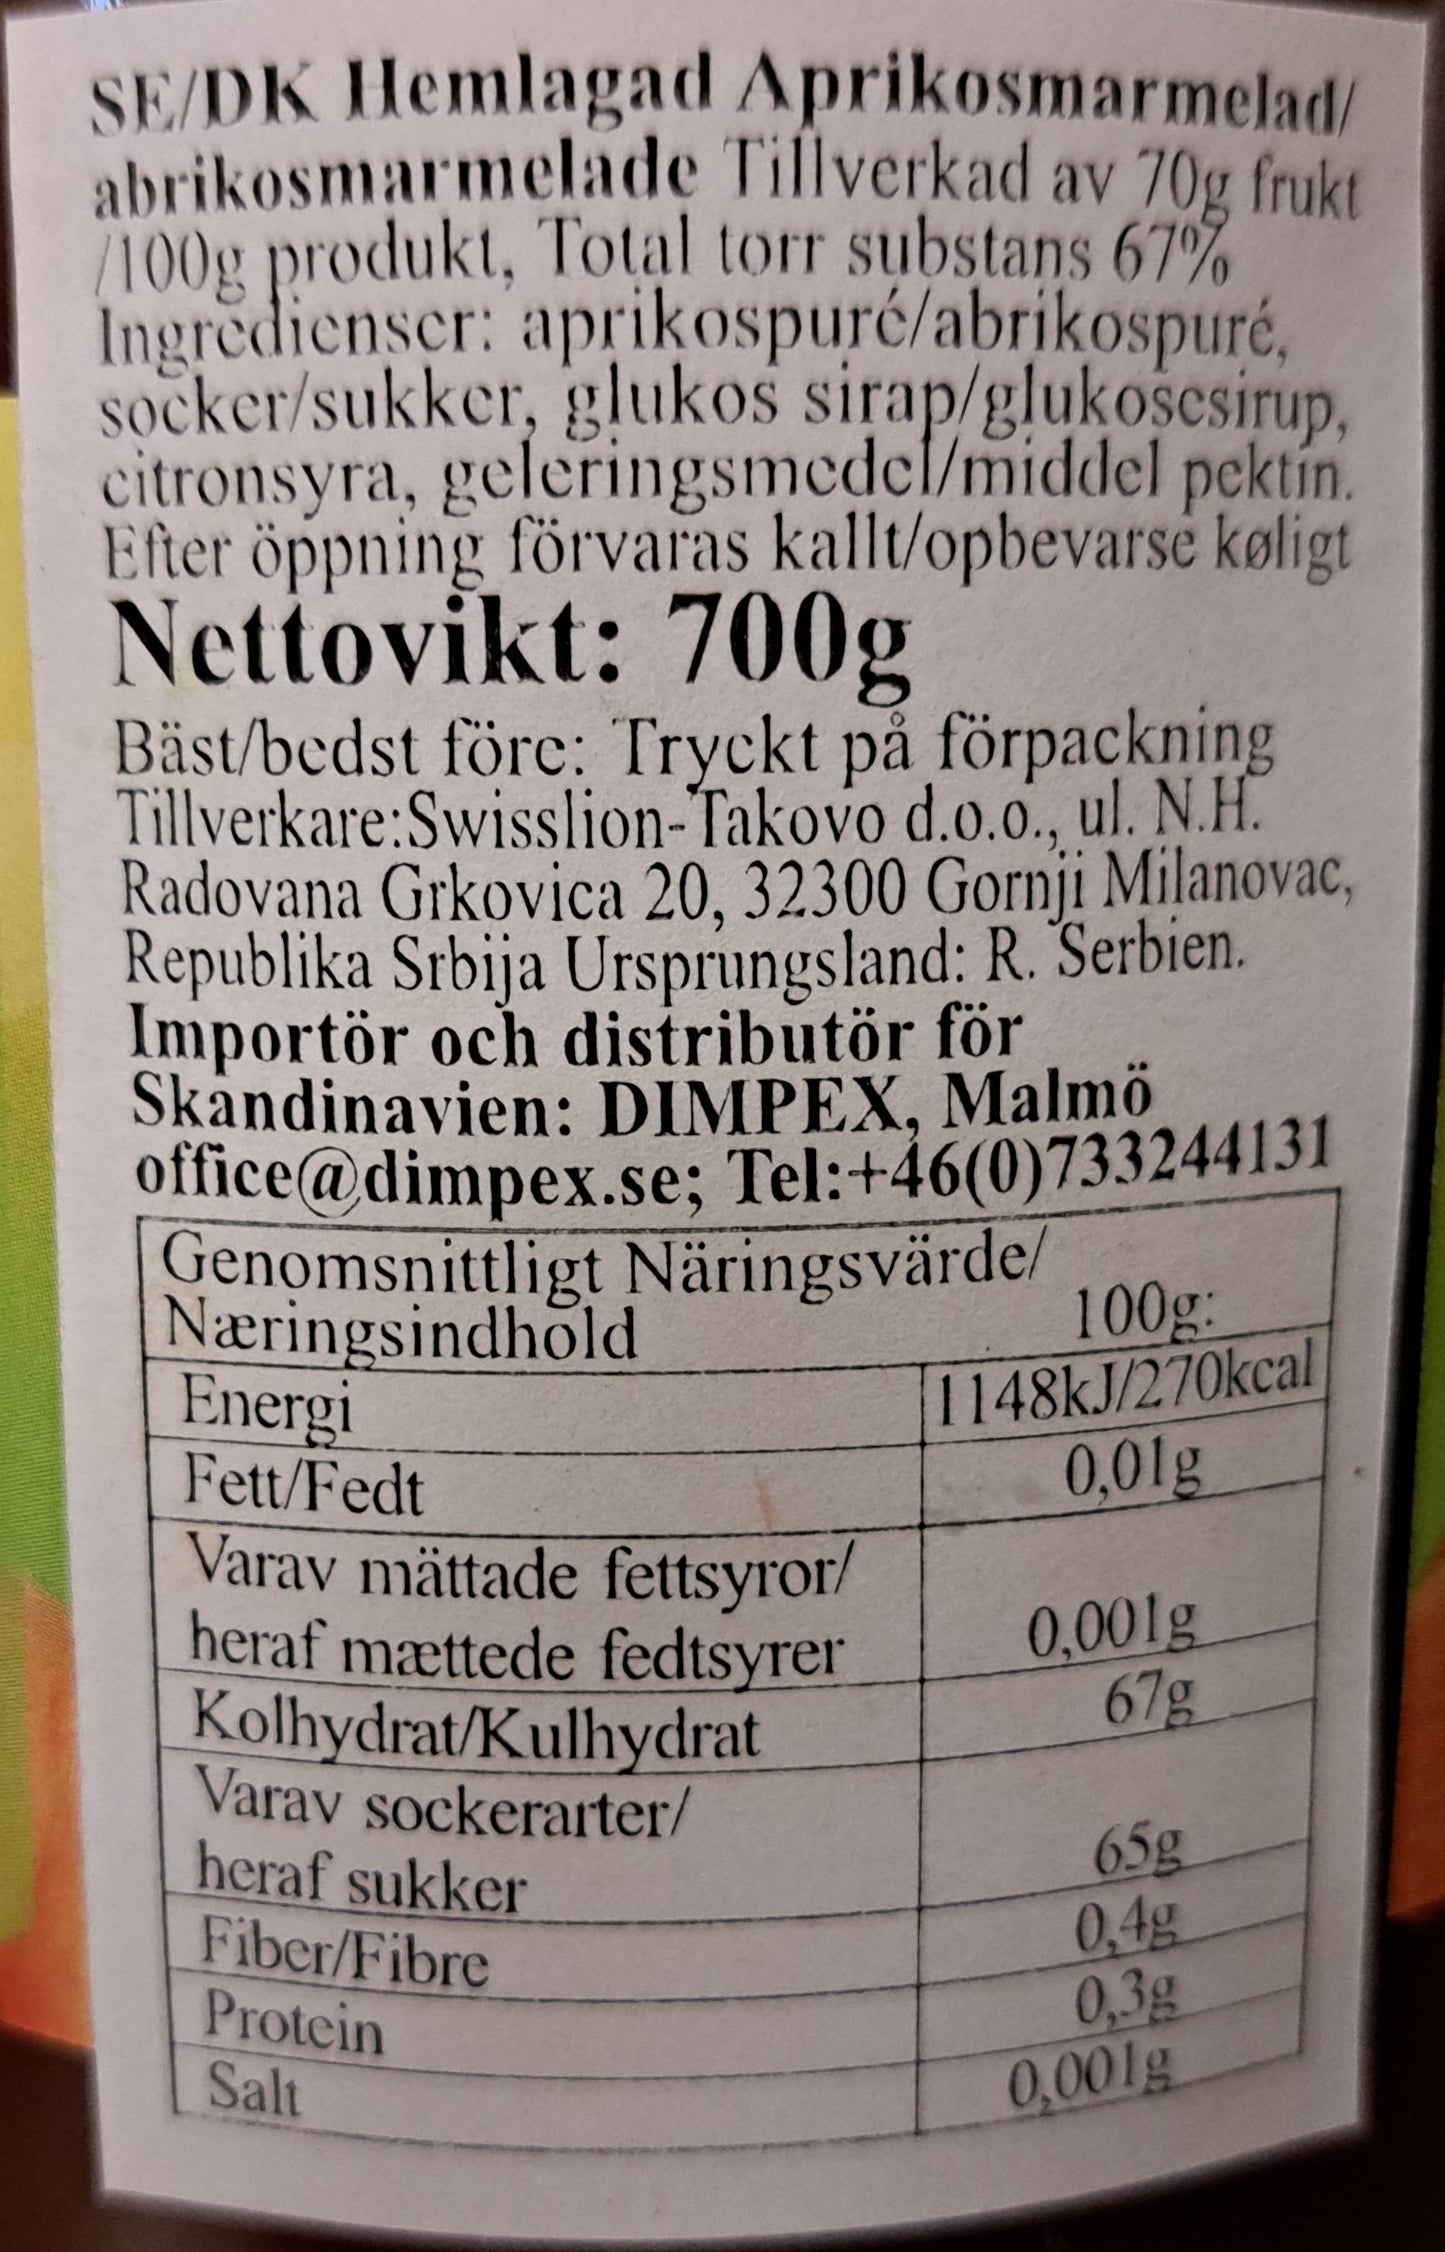 SE/DK Hemlagad Aprikosmarmelad/
abrikosmarmelade Tillverkad av 70g frukt
/100g produkt, Total torr substans 67%
Ingredienser: aprikospuré/abrikospuré,
socker/sukker, glukos sirap/glukosesirup,
citronsyra, geleringsmedel/middel pektin.
Efter öppning förvaras kallt/opbevarse køligt
Nettovikt: 700g
Bäst/bedst före: Tryckt på förpackning
Tillverkare:Swisslion-Takovo d.o.o., ul. N.H.
Radovana Grkovica 20, 32300 Gornji Milanovac,
Republika Srbija Ursprungsland: R. Serbien.
Importör och distributör för
Skandinavien: DIMPEX, Malmö
office@dimpex.se; Tel:+46(0)733244131
Genomsnittligt Näringsvärde/
Næringsindhold 100g:
Energi 1148kJ/270kcal
Fett/Fedt 0,01g
Varav mättade fettsyror/
heraf mættede fedtsyrer 0,001g
Kolhydrat/Kulhydrat 67g
Varav sockerarter/
heraf sukker 65g
Fiber/Fibre 0,4g
Protein 0,3g
Salt 0,001g